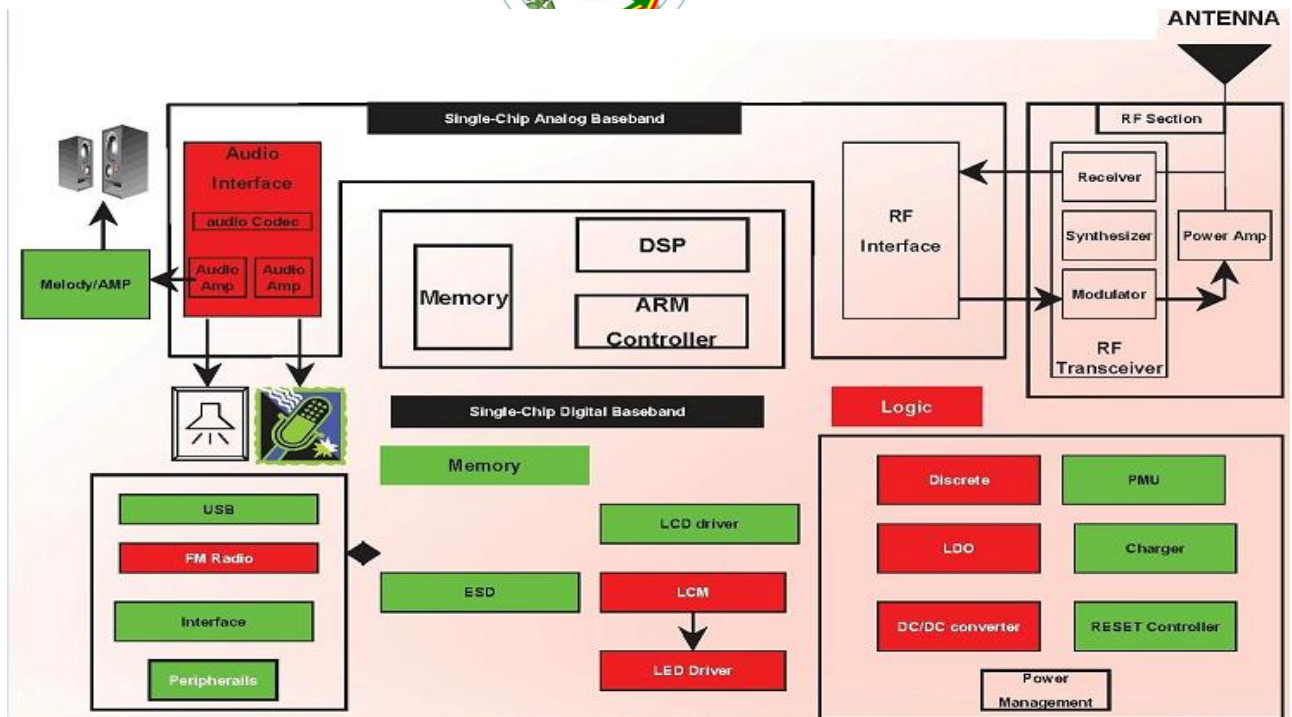 ANTENNA
Single-Chip Analog Baseband
RF Section
Audio
Interface
audio Codec
Audio
Amp
Audio
Amp
Melody/AMP
DSP
Memory
ARM
Controller
RF
Interface
Receiver
Synthesizer
Modulator
RF
Transceiver
Power Amp
Single-Chip Digital Baseband
Logic
Memory
USB
FM Radio
Interface
Peripherails
LCD driver
ESD
LCM
LED Driver
Discrete
PMU
LDO
Charger
DC/DC converter
RESET Controller
Power
Management